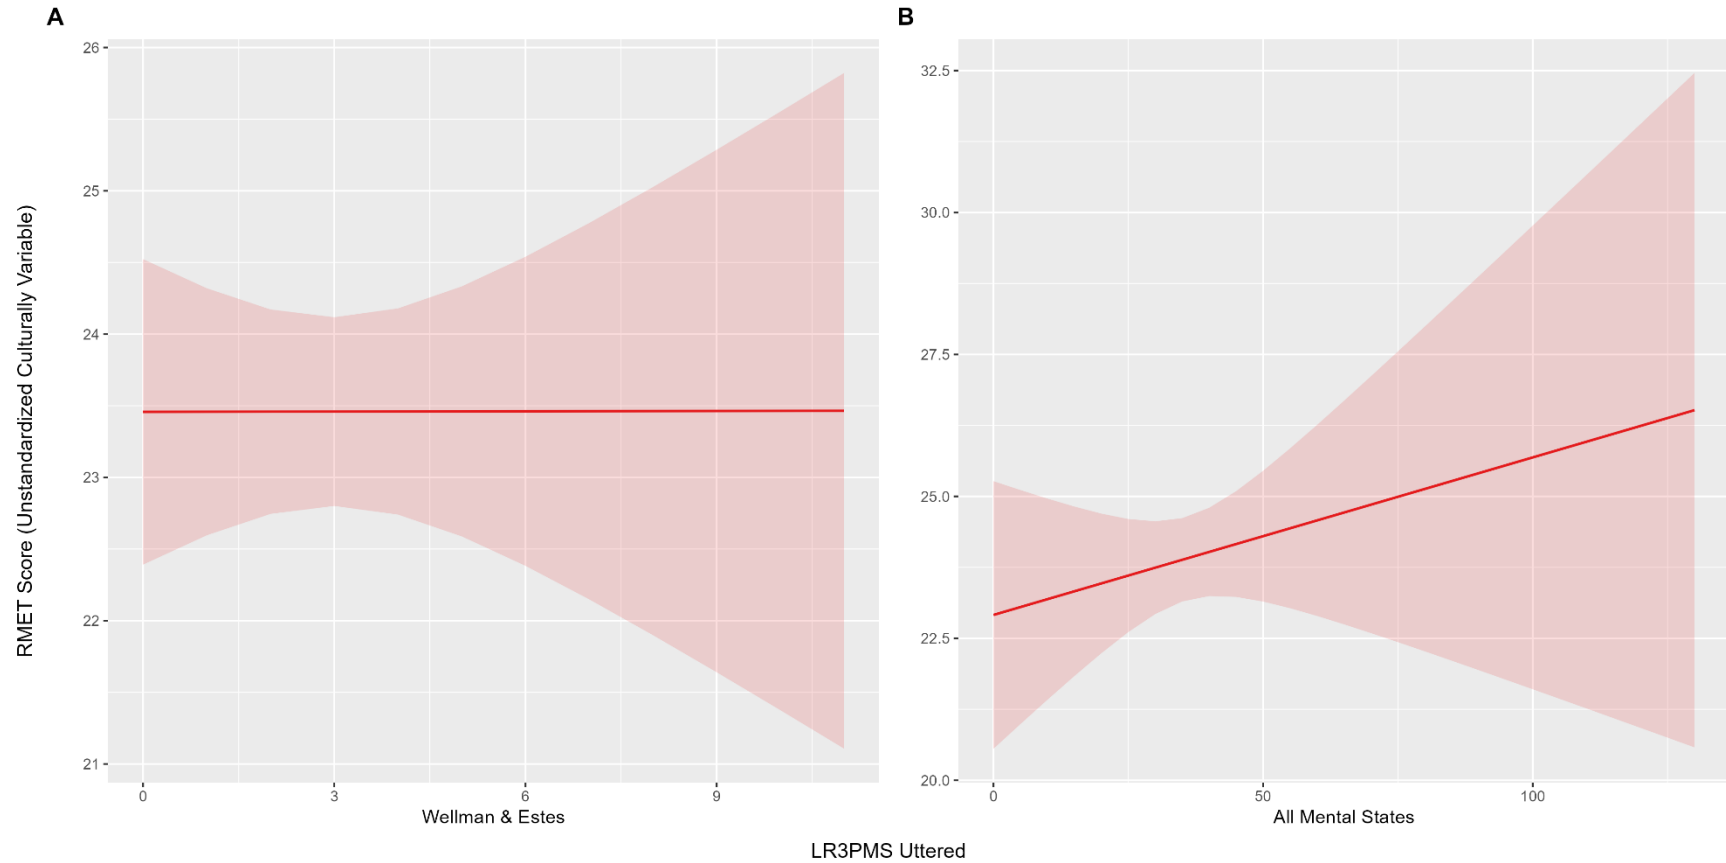 A
B
RMET Score (Unstandardized Culturally Variable)
26
25
24
23
22
21
0 3 6 9
Wellman & Estes
32.5
30.0
27.5
25.0
22.5
20.0
0 50 100
All Mental States
LR3PMS Uttered